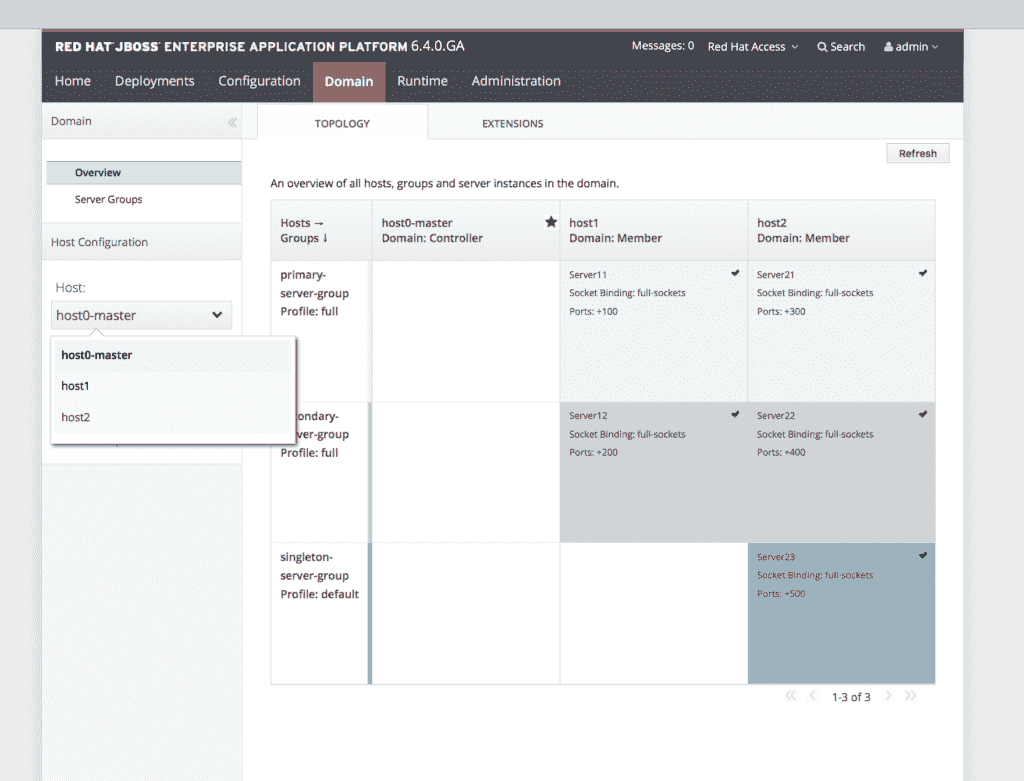 RED HAT JBOSS ENTERPRISE APPLICATION PLATFORM 6.4.0.GA
Messages: 0 Red Hat Access Search admin
Home Deployments Configuration Domain Runtime Administration
Domain
Overview
Server Groups
Host Configuration
Host:
host0-master
host0-master
host1
host2
TOPOLOGY EXTENSIONS
Refresh
An overview of all hosts, groups and server instances in the domain.
Hosts →
Groups ↓
host0-master
Domain: Controller
host1
Domain: Member
host2
Domain: Member
primary-
server-group
Profile: full
Server11
Socket Binding: full-sockets
Ports: +100
Server21
Socket Binding: full-sockets
Ports: +300
ondary-
ver-group
Profile: full
Server12
Socket Binding: full-sockets
Ports: +200
Server22
Socket Binding: full-sockets
Ports: +400
singleton-
server-group
Profile: default
Server23
Socket Binding: full-sockets
Ports: +500
1-3 of 3